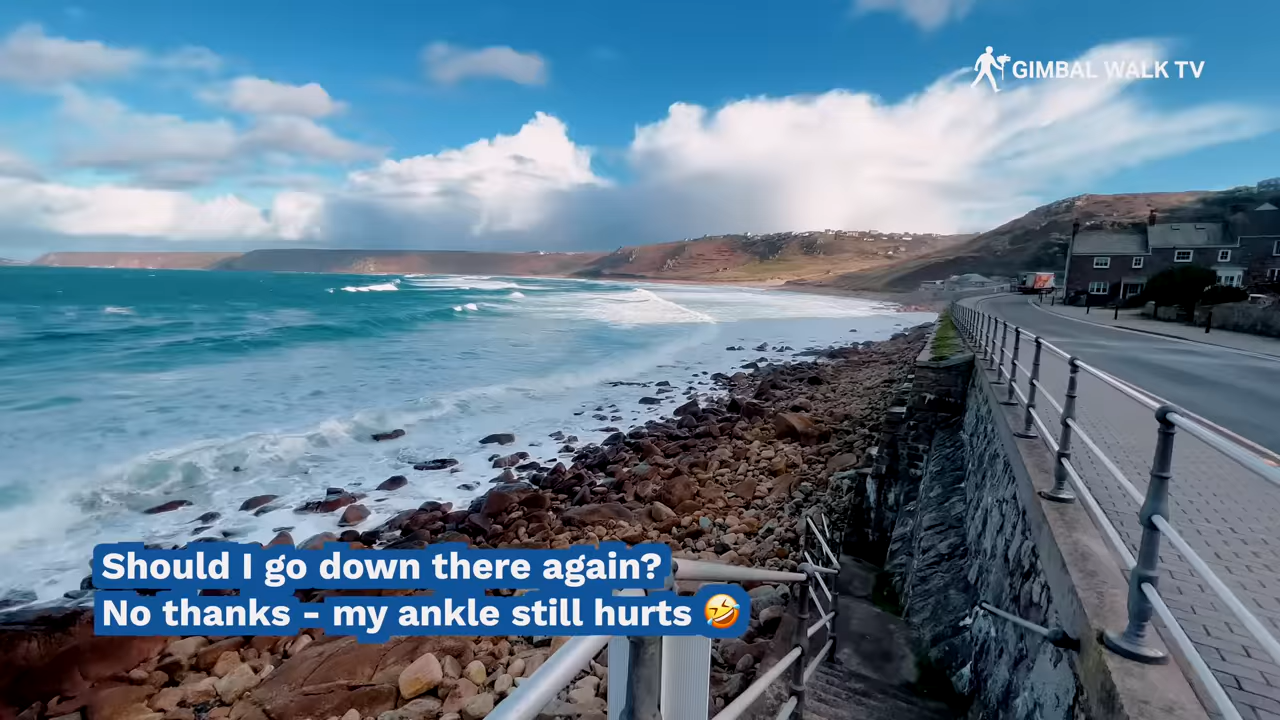 GIMBAL WALK TV
Should I go down there again?
No thanks - my ankle still hurts 🤣